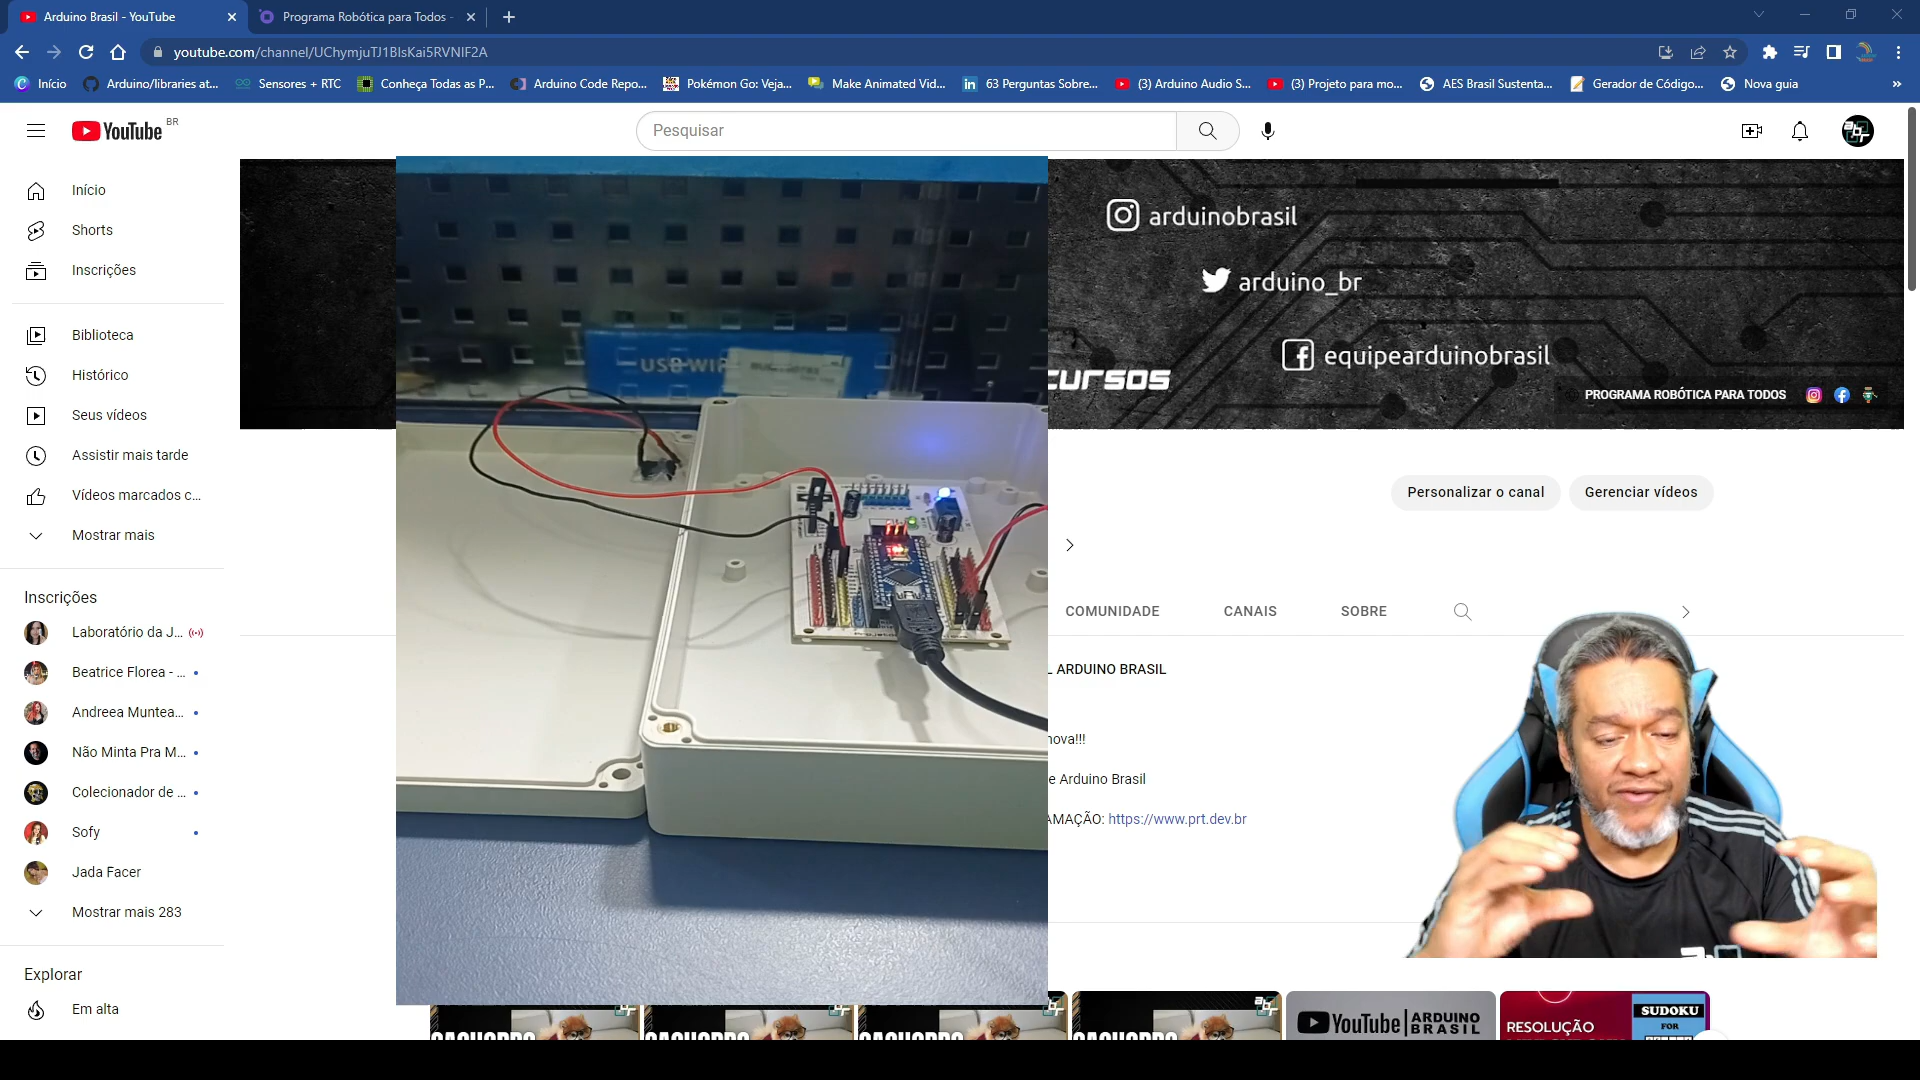 Arduino Brasil - YouTube
Programa Robótica para Todos -
youtube.com/channel/UChymjuTJ1BlsKai5RVNlF2A
Início
Arduino/libraries at...
Sensores + RTC
Conheça Todas as P...
Arduino Code Repo...
Pokémon Go: Veja...
Make Animated Vid...
63 Perguntas Sobre...
(3) Arduino Audio S...
(3) Projeto para mo...
AES Brasil Sustenta...
Gerador de Código...
Nova guia
YouTube BR
Pesquisar
Início
Shorts
Inscrições
Biblioteca
Histórico
Seus vídeos
Assistir mais tarde
Vídeos marcados c...
Mostrar mais
Inscrições
Laboratório da J...
Beatrice Florea - ...
Andreea Muntea...
Não Minta Pra M...
Colecionador de ...
Sofy
Jada Facer
Mostrar mais 283
Explorar
Em alta
USB WIR
arduinobrasil
arduino_br
equipearduinobrasil
cursos
PROGRAMA ROBÓTICA PARA TODOS
Personalizar o canal
Gerenciar vídeos
COMUNIDADE
CANAIS
SOBRE
L ARDUINO BRASIL
nova!!!
e Arduino Brasil
AMAÇÃO: https://www.prt.dev.br
YouTube | ARDUINO BRASIL
RESOLUÇÃO
SUDOKU
FOR